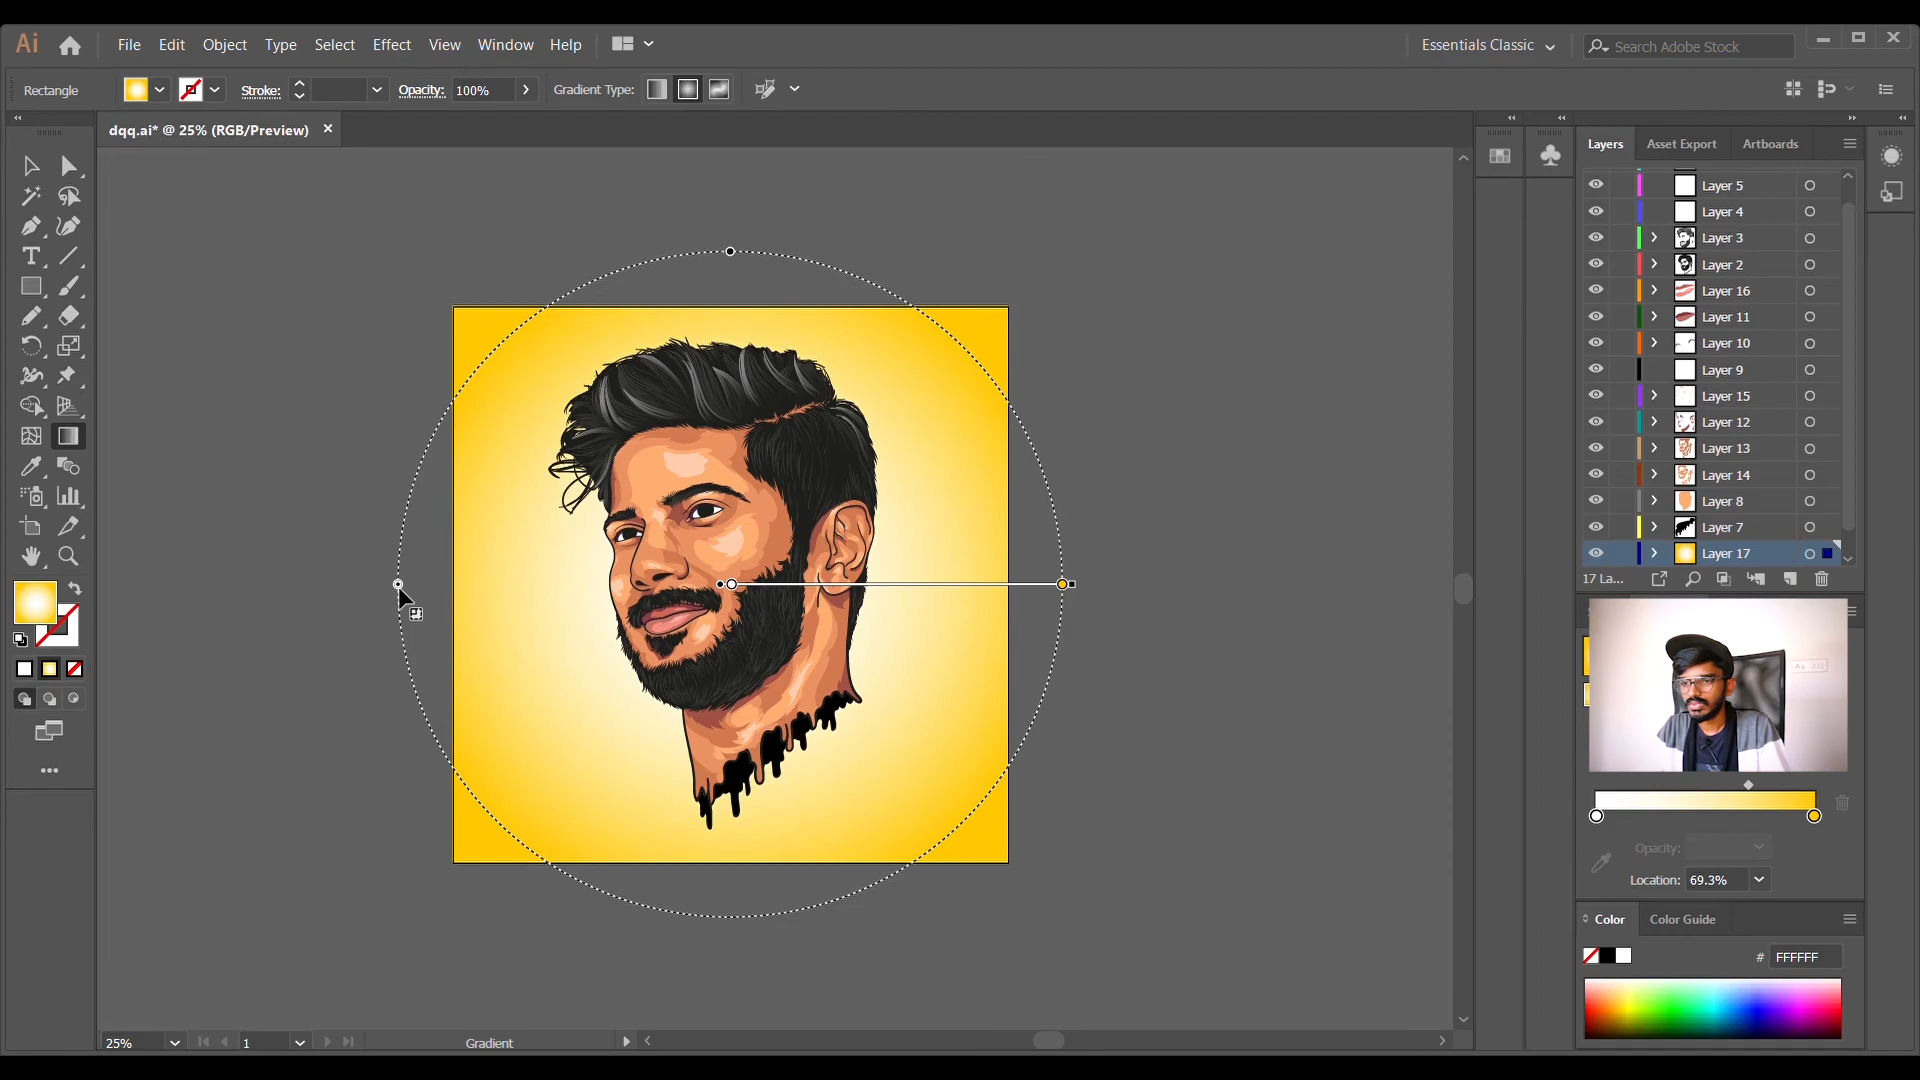 Ai File Edit Object Type Select Effect View Window Help Essentials Classic Search Adobe Stock
Rectangle Stroke: Opacity: 100% Gradient Type:
dqq.ai* @ 25% (RGB/Preview) ×
Layers Asset Export Artboards
Layer 5
Layer 4
Layer 3
Layer 2
Layer 16
Layer 11
Layer 10
Layer 9
Layer 15
Layer 12
Layer 13
Layer 14
Layer 8
Layer 7
Layer 17
17 La...
Opacity:
Location: 69.3%
Color Color Guide
# FFFFFF
25% 1 Gradient